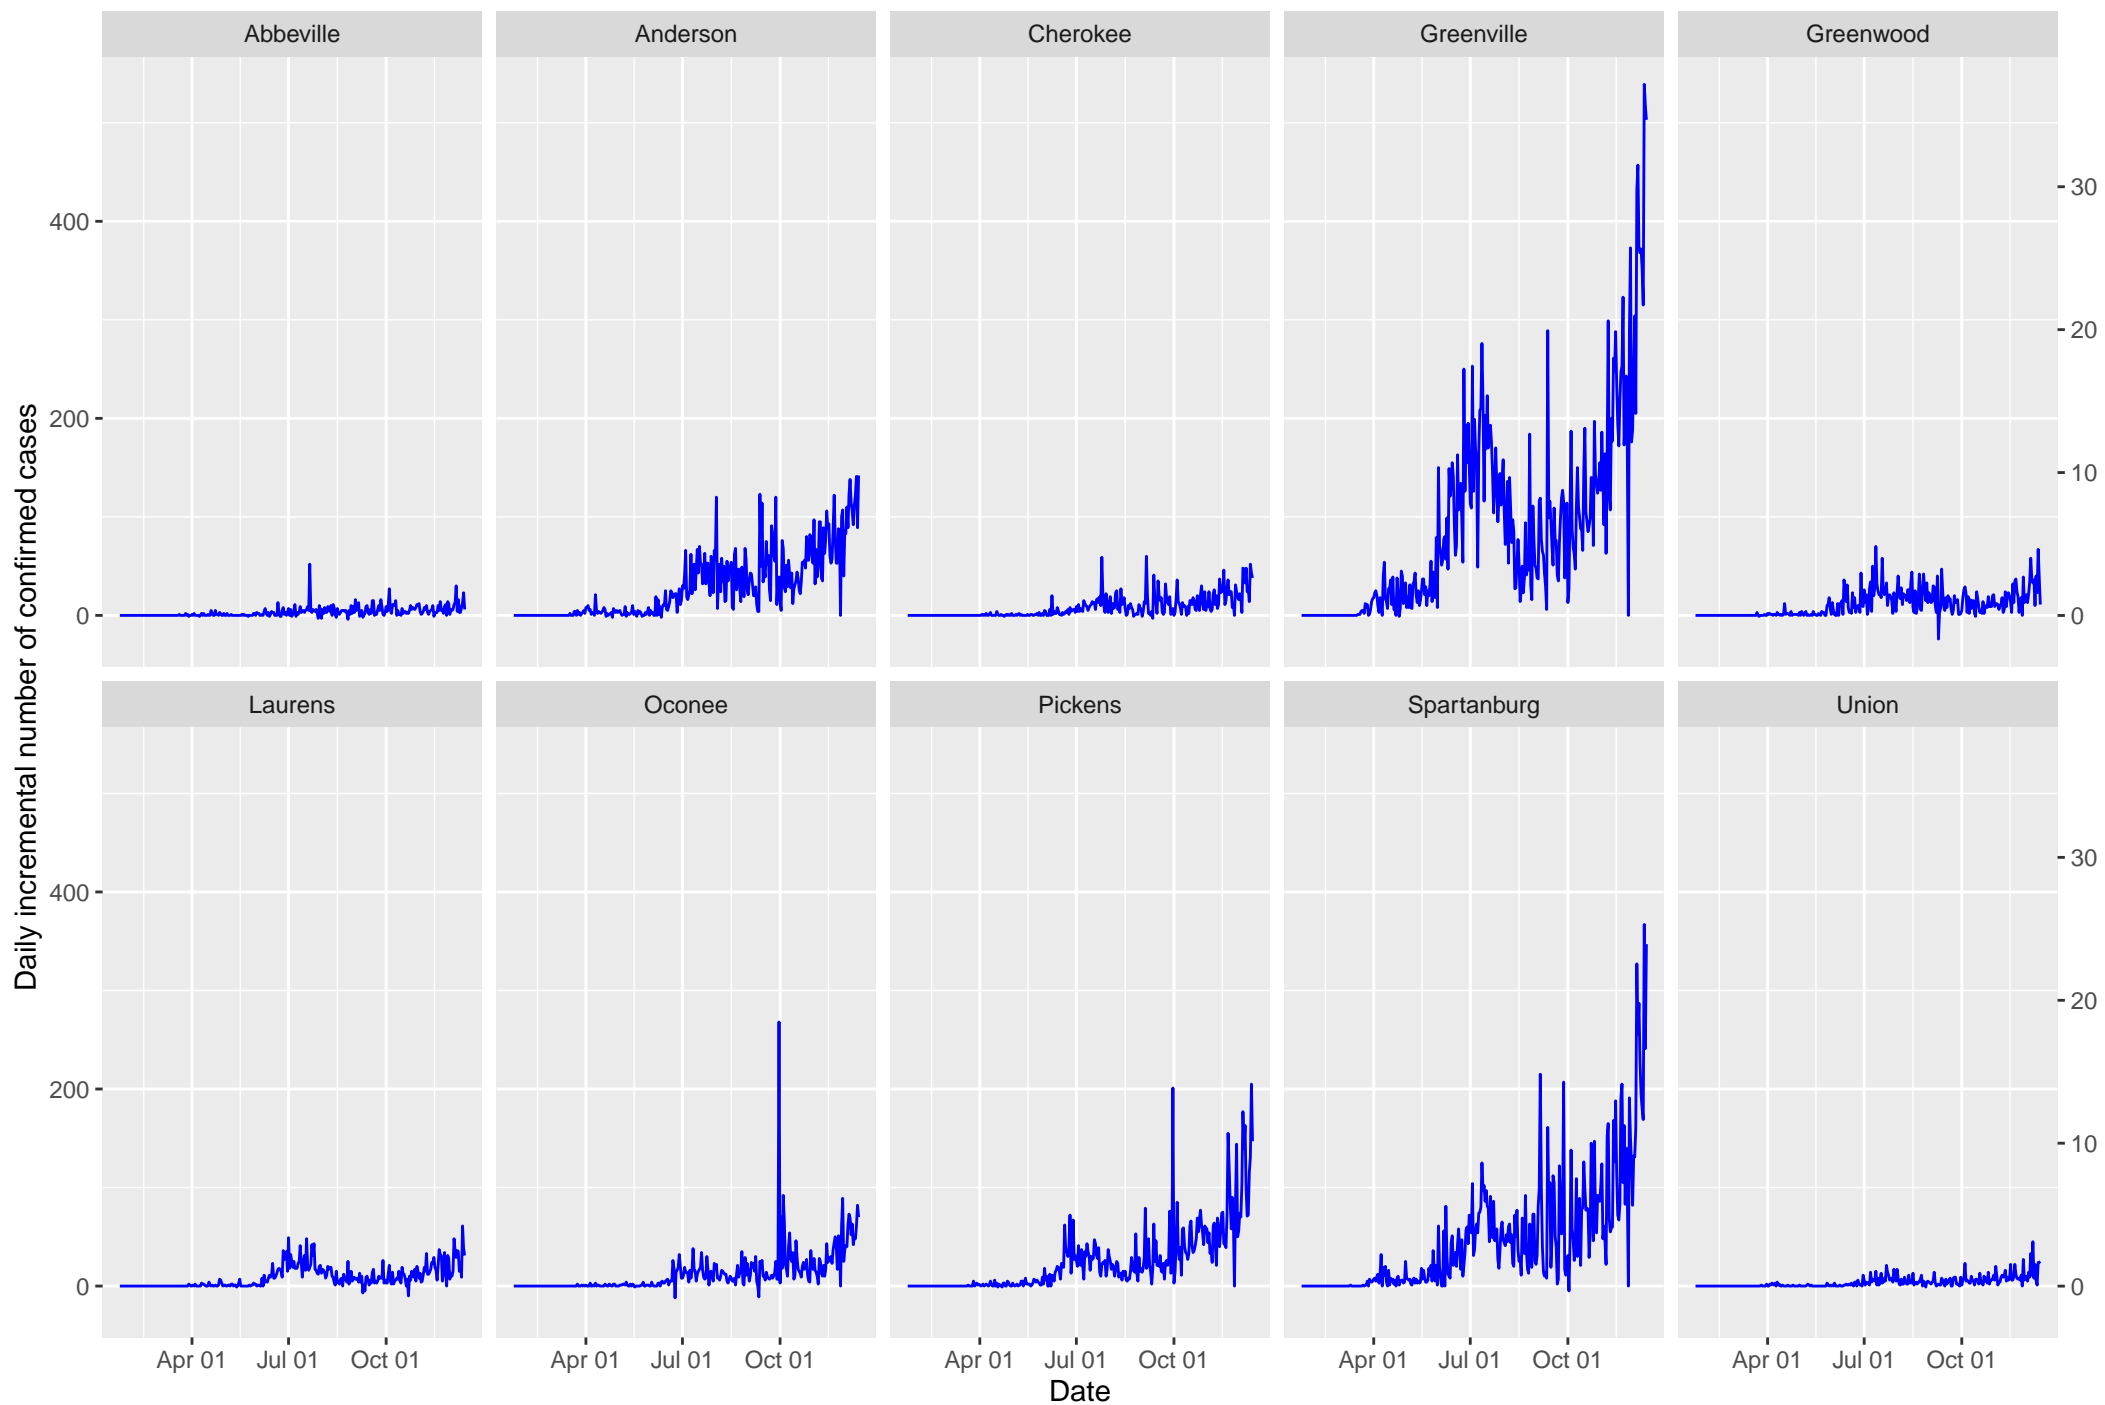 Abbeville Anderson Cherokee Greenville Greenwood
400
200
0
30
20
10
0
Daily incremental number of confirmed cases
Laurens Oconee Pickens Spartanburg Union
400
200
0
30
20
10
0
Apr 01 Jul 01 Oct 01 Apr 01 Jul 01 Oct 01 Apr 01 Jul 01 Oct 01 Apr 01 Jul 01 Oct 01 Apr 01 Jul 01 Oct 01
Date